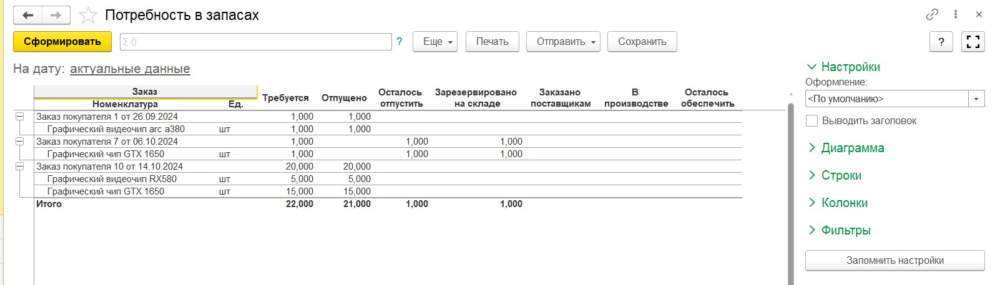 Потребность в запасах
Сформировать
Σ 0
?
Еще
Печать
Отправить
Сохранить
?
На дату: актуальные данные
Заказ Требуется Отпущено Осталось отпустить Зарезервировано на складе Заказано поставщикам В производстве Осталось обеспечить
Номенклатура Ед.
Заказ покупателя 1 от 26.09.2024 1,000 1,000
Графический видеочип arc a380 шт 1,000 1,000
Заказ покупателя 7 от 06.10.2024 1,000 1,000 1,000
Графический чип GTX 1650 шт 1,000 1,000 1,000
Заказ покупателя 10 от 14.10.2024 20,000 20,000
Графический видеочип RX580 шт 5,000 5,000
Графический чип GTX 1650 шт 15,000 15,000
Итого 22,000 21,000 1,000 1,000
Настройки
Оформление:
<По умолчанию>
Выводить заголовок
Диаграмма
Строки
Колонки
Фильтры
Запомнить настройки